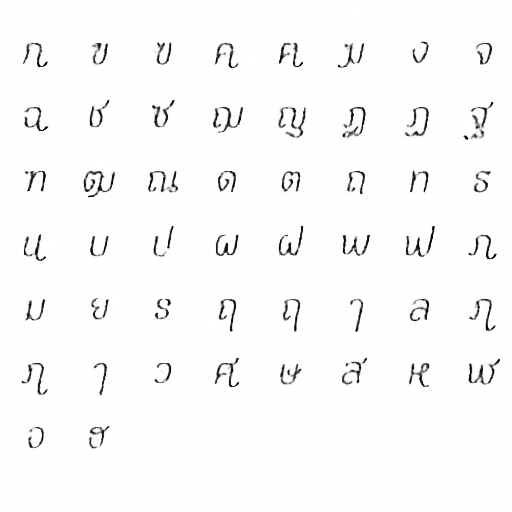 ก ข ฃ ค ฅ ฆ ง จ
ฉ ช ซ ฌ ญ ฎ ฏ ฐ
ฑ ฒ ณ ด ต ถ ท ธ
น บ ป ผ ฝ พ ฟ ภ
ม ย ร ฤ ฤ ๅ ล ฦ
ฦ ๅ ว ศ ษ ส ห ฬ
อ ฮ